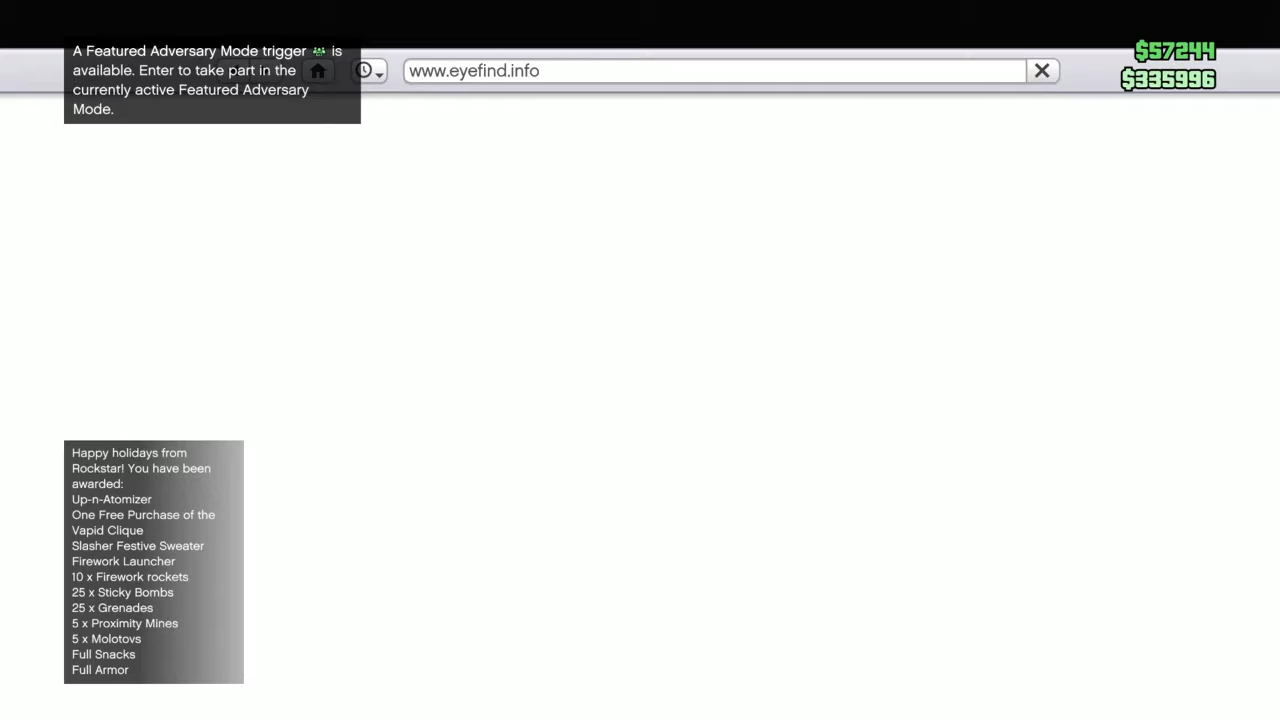 A Featured Adversary Mode trigger is
available. Enter to take part in the
currently active Featured Adversary
Mode.
www.eyefind.info
$57244
$335996
Happy holidays from
Rockstar! You have been
awarded:
Up-n-Atomizer
One Free Purchase of the
Vapid Clique
Slasher Festive Sweater
Firework Launcher
10 x Firework rockets
25 x Sticky Bombs
25 x Grenades
5 x Proximity Mines
5 x Molotovs
Full Snacks
Full Armor